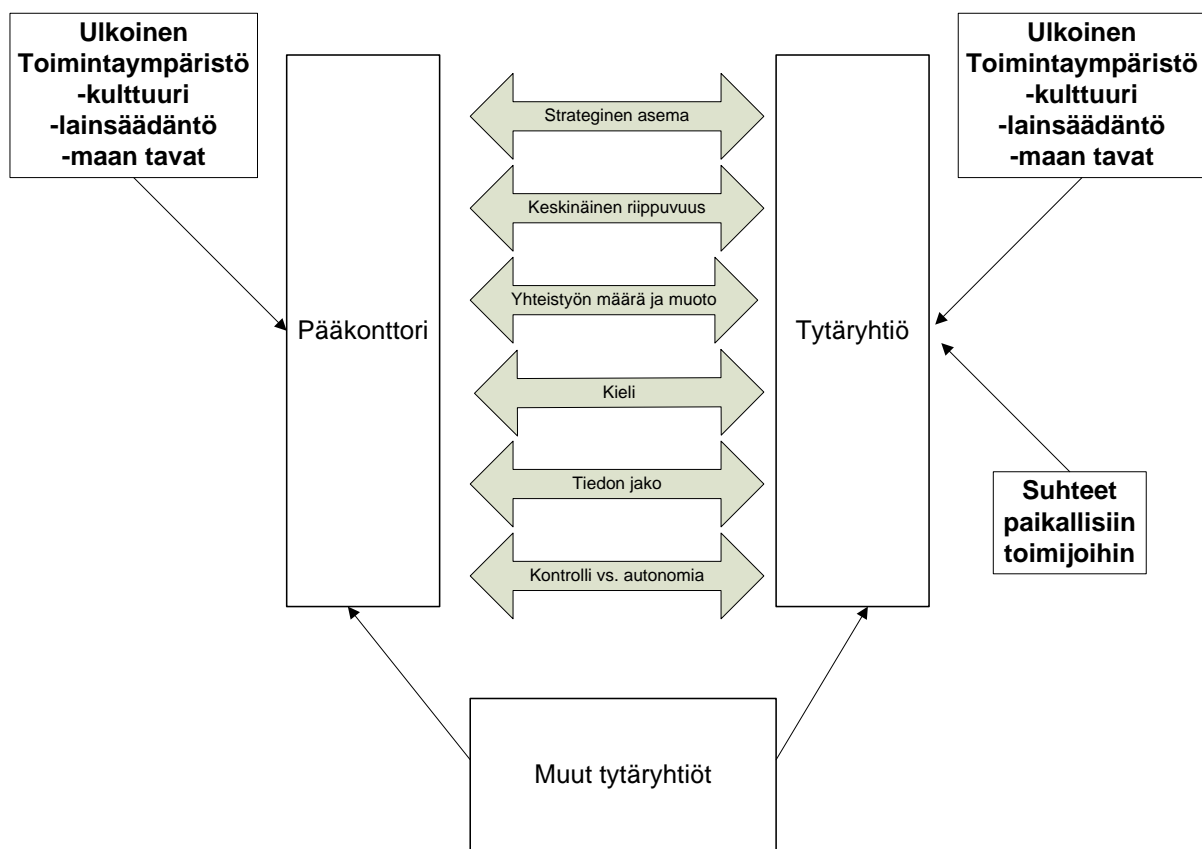 Ulkoinen
Toimintaympäristö
-kulttuuri
-lainsäädäntö
-maan tavat
Ulkoinen
Toimintaympäristö
-kulttuuri
-lainsäädäntö
-maan tavat
Strateginen asema
Keskinäinen riippuvuus
Yhteistyön määrä ja muoto
Pääkonttori
Tytäryhtiö
Kieli
Tiedon jako
Suhteet
paikallisiin
toimijoihin
Kontrolli vs. autonomia
Muut tytäryhtiöt